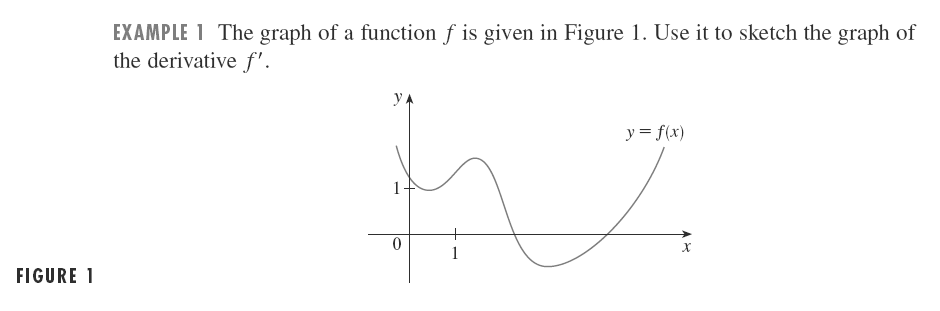 EXAMPLE 1 The graph of a function f is given in Figure 1. Use it to sketch the graph of
the derivative f′.
y
y = f(x)
1
0
1
x
FIGURE 1